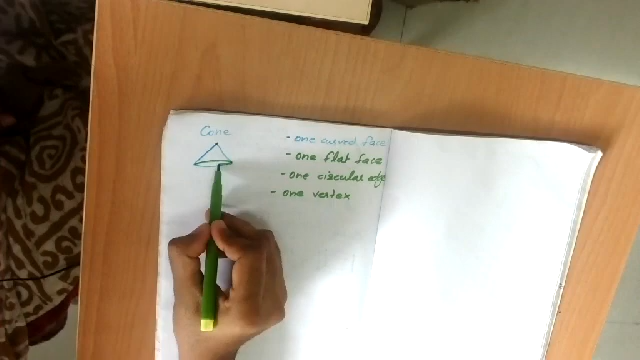 Cone
- one curved face
- one flat face
- one circular edge
- one vertex